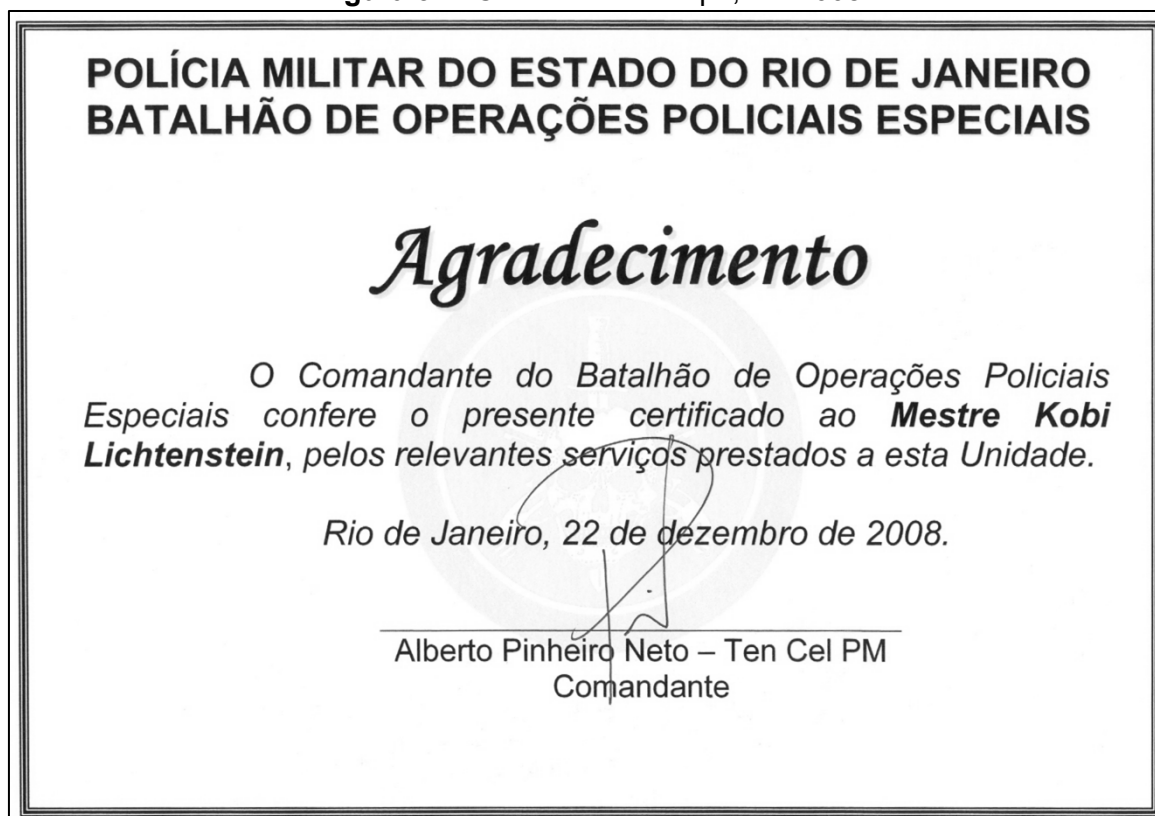 POLÍCIA MILITAR DO ESTADO DO RIO DE JANEIRO
BATALHÃO DE OPERAÇÕES POLICIAIS ESPECIAIS
Agradecimento
O Comandante do Batalhão de Operações Policiais
Especiais confere o presente certificado ao Mestre Kobi
Lichtenstein, pelos relevantes serviços prestados a esta Unidade.
Rio de Janeiro, 22 de dezembro de 2008.
Alberto Pinheiro Neto – Ten Cel PM
Comandante